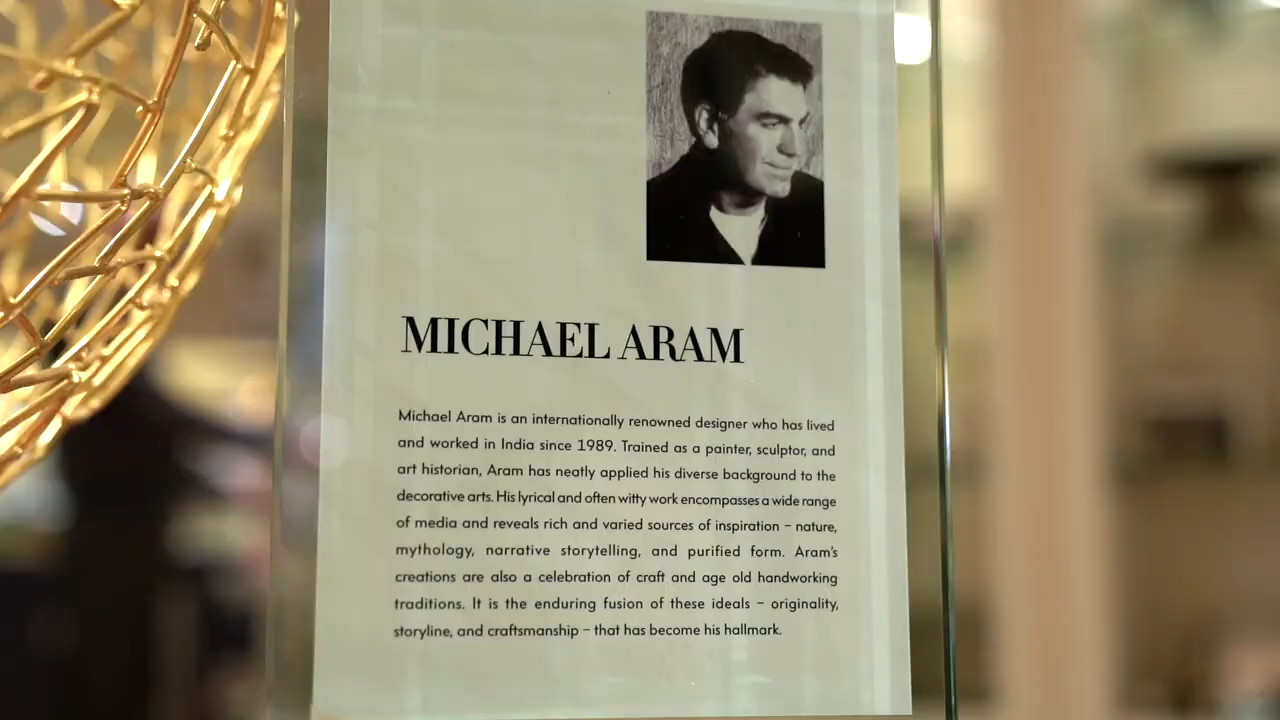 MICHAEL ARAM
Michael Aram is an internationally renowned designer who has lived
and worked in India since 1989. Trained as a painter, sculptor, and
art historian, Aram has neatly applied his diverse background to the
decorative arts. His lyrical and often witty work encompasses a wide range
of media and reveals rich and varied sources of inspiration – nature,
mythology, narrative storytelling, and purified form. Aram's
creations are also a celebration of craft and age old handworking
traditions. It is the enduring fusion of these ideals – originality,
storyline, and craftsmanship – that has become his hallmark.